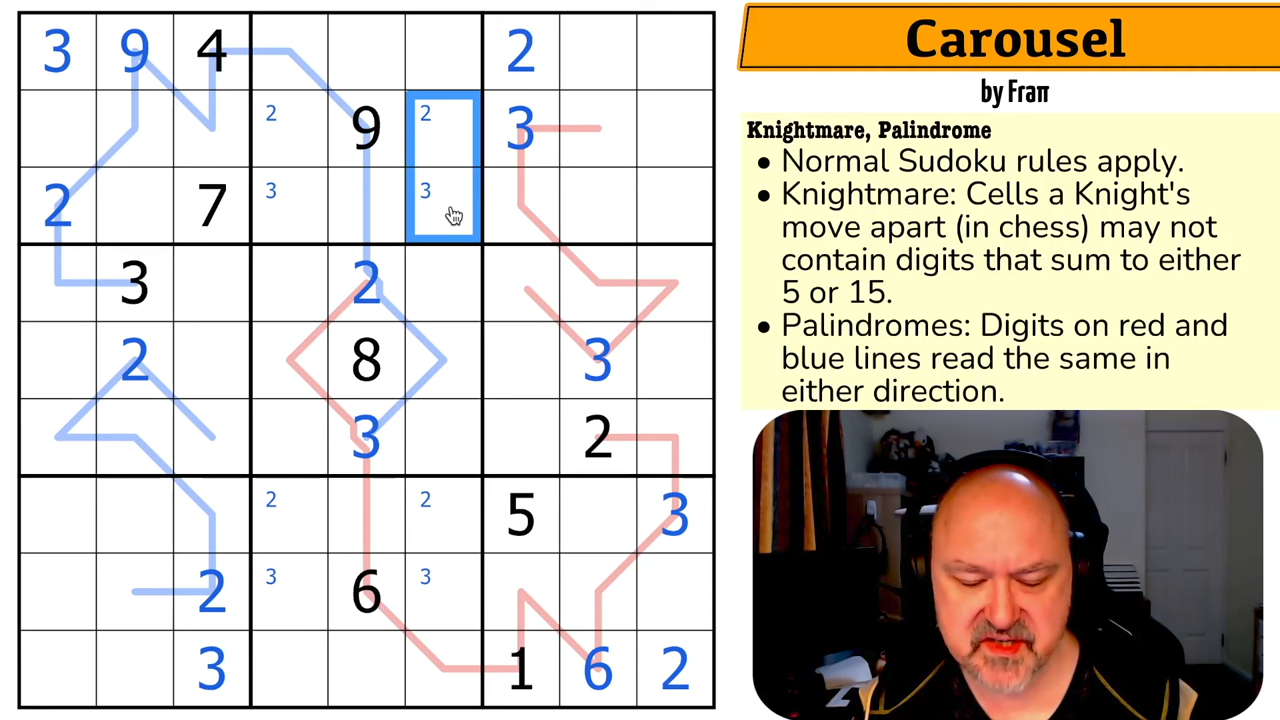 3 9 4 2
2 9 2 3
2 7 3 3
3 2
2 8 3
3 2
2 2 5 3
2 3 6 3
3 1 6 2
Carousel
by Fraπ
Knightmare, Palindrome
• Normal Sudoku rules apply.
• Knightmare: Cells a Knight's
move apart (in chess) may not
contain digits that sum to either
5 or 15.
• Palindromes: Digits on red and
blue lines read the same in
either direction.